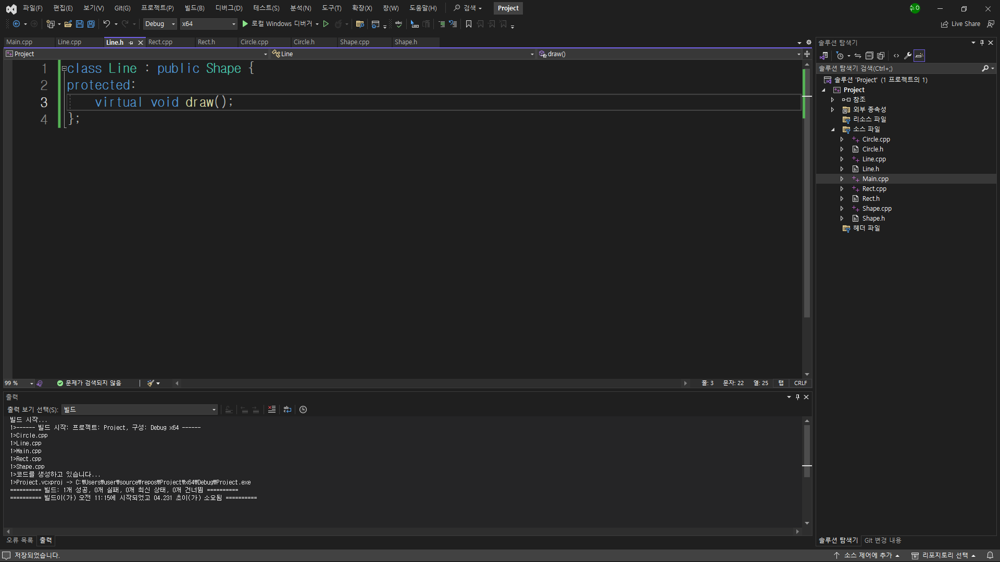 파일(F) 편집(E) 보기(V) Git(G) 프로젝트(P) 빌드(B) 디버그(D) 테스트(S) 분석(N) 도구(T) 확장(X) 창(W) 도움말(H) 검색 Project
Debug x64 로컬 Windows 디버거 Live Share
Main.cpp Line.cpp Line.h Rect.cpp Rect.h Circle.cpp Circle.h Shape.cpp Shape.h
Project Line draw()
1 class Line : public Shape {
2 protected:
3 virtual void draw();
4 };
99 % 문제가 검색되지 않음 줄: 3 문자: 22 열: 25 탭 CRLF
출력
출력 보기 선택(S): 빌드
빌드 시작...
1>------ 빌드 시작: 프로젝트: Project, 구성: Debug x64 ------
1>Circle.cpp
1>Line.cpp
1>Main.cpp
1>Rect.cpp
1>Shape.cpp
1>코드를 생성하고 있습니다...
1>Project.vcxproj -> C:₩Users₩user₩source₩repos₩Project₩x64₩Debug₩Project.exe
========== 빌드: 1개 성공, 0개 실패, 0개 최신 상태, 0개 건너뜀 ==========
========== 빌드이(가) 오전 11:15에 시작되었고 04.231 초이(가) 소요됨 ==========
오류 목록 출력
솔루션 탐색기
솔루션 탐색기 검색(Ctrl+;)
솔루션 'Project' (1 프로젝트의 1)
Project
참조
외부 종속성
리소스 파일
소스 파일
Circle.cpp
Circle.h
Line.cpp
Line.h
Main.cpp
Rect.cpp
Rect.h
Shape.cpp
Shape.h
헤더 파일
솔루션 탐색기 Git 변경 내용
저장되었습니다. 소스 제어에 추가 리포지토리 선택